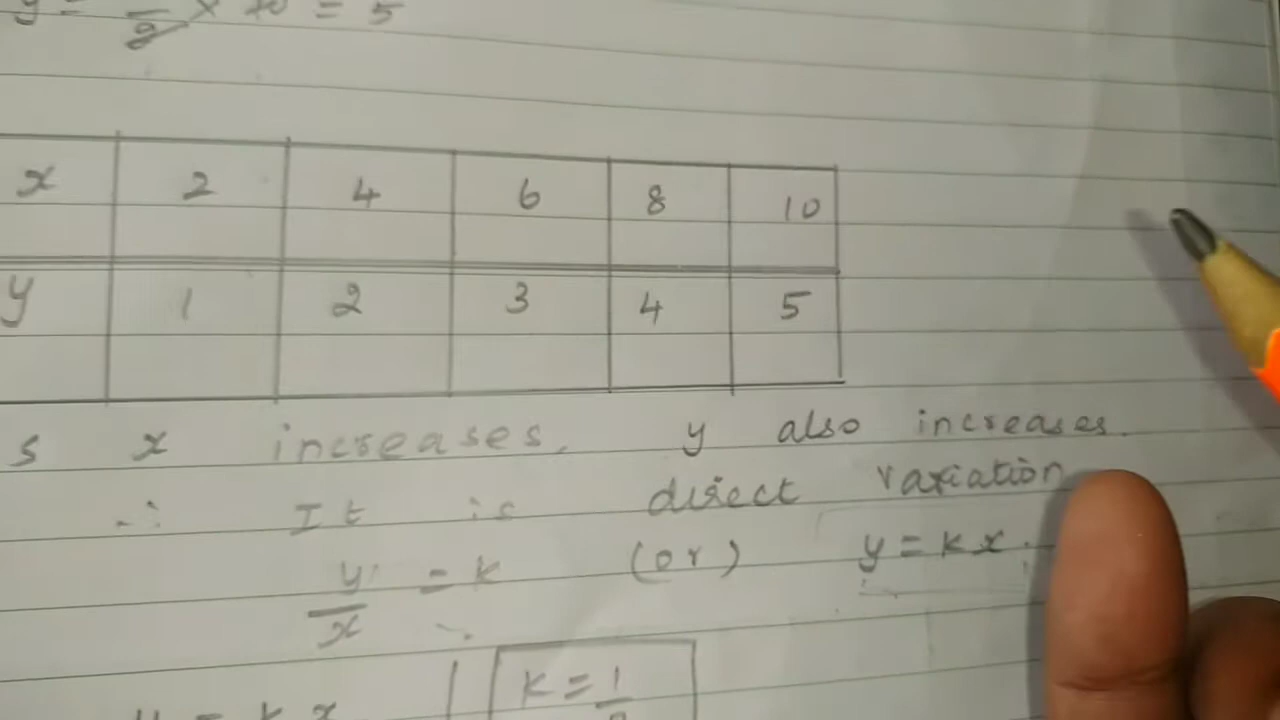 x 2 4 6 8 10
y 1 2 3 4 5
s x increases, y also increases.
∴ It is direct variation
y/x = k (or) y = kx.
y = kx | k = 1